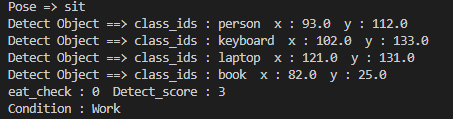 Pose => sit
Detect Object ==> class_ids : person  x : 93.0  y : 112.0
Detect Object ==> class_ids : keyboard  x : 102.0  y : 133.0
Detect Object ==> class_ids : laptop  x : 121.0  y : 131.0
Detect Object ==> class_ids : book  x : 82.0  y : 25.0
eat_check : 0  Detect_score : 3
Condition : Work